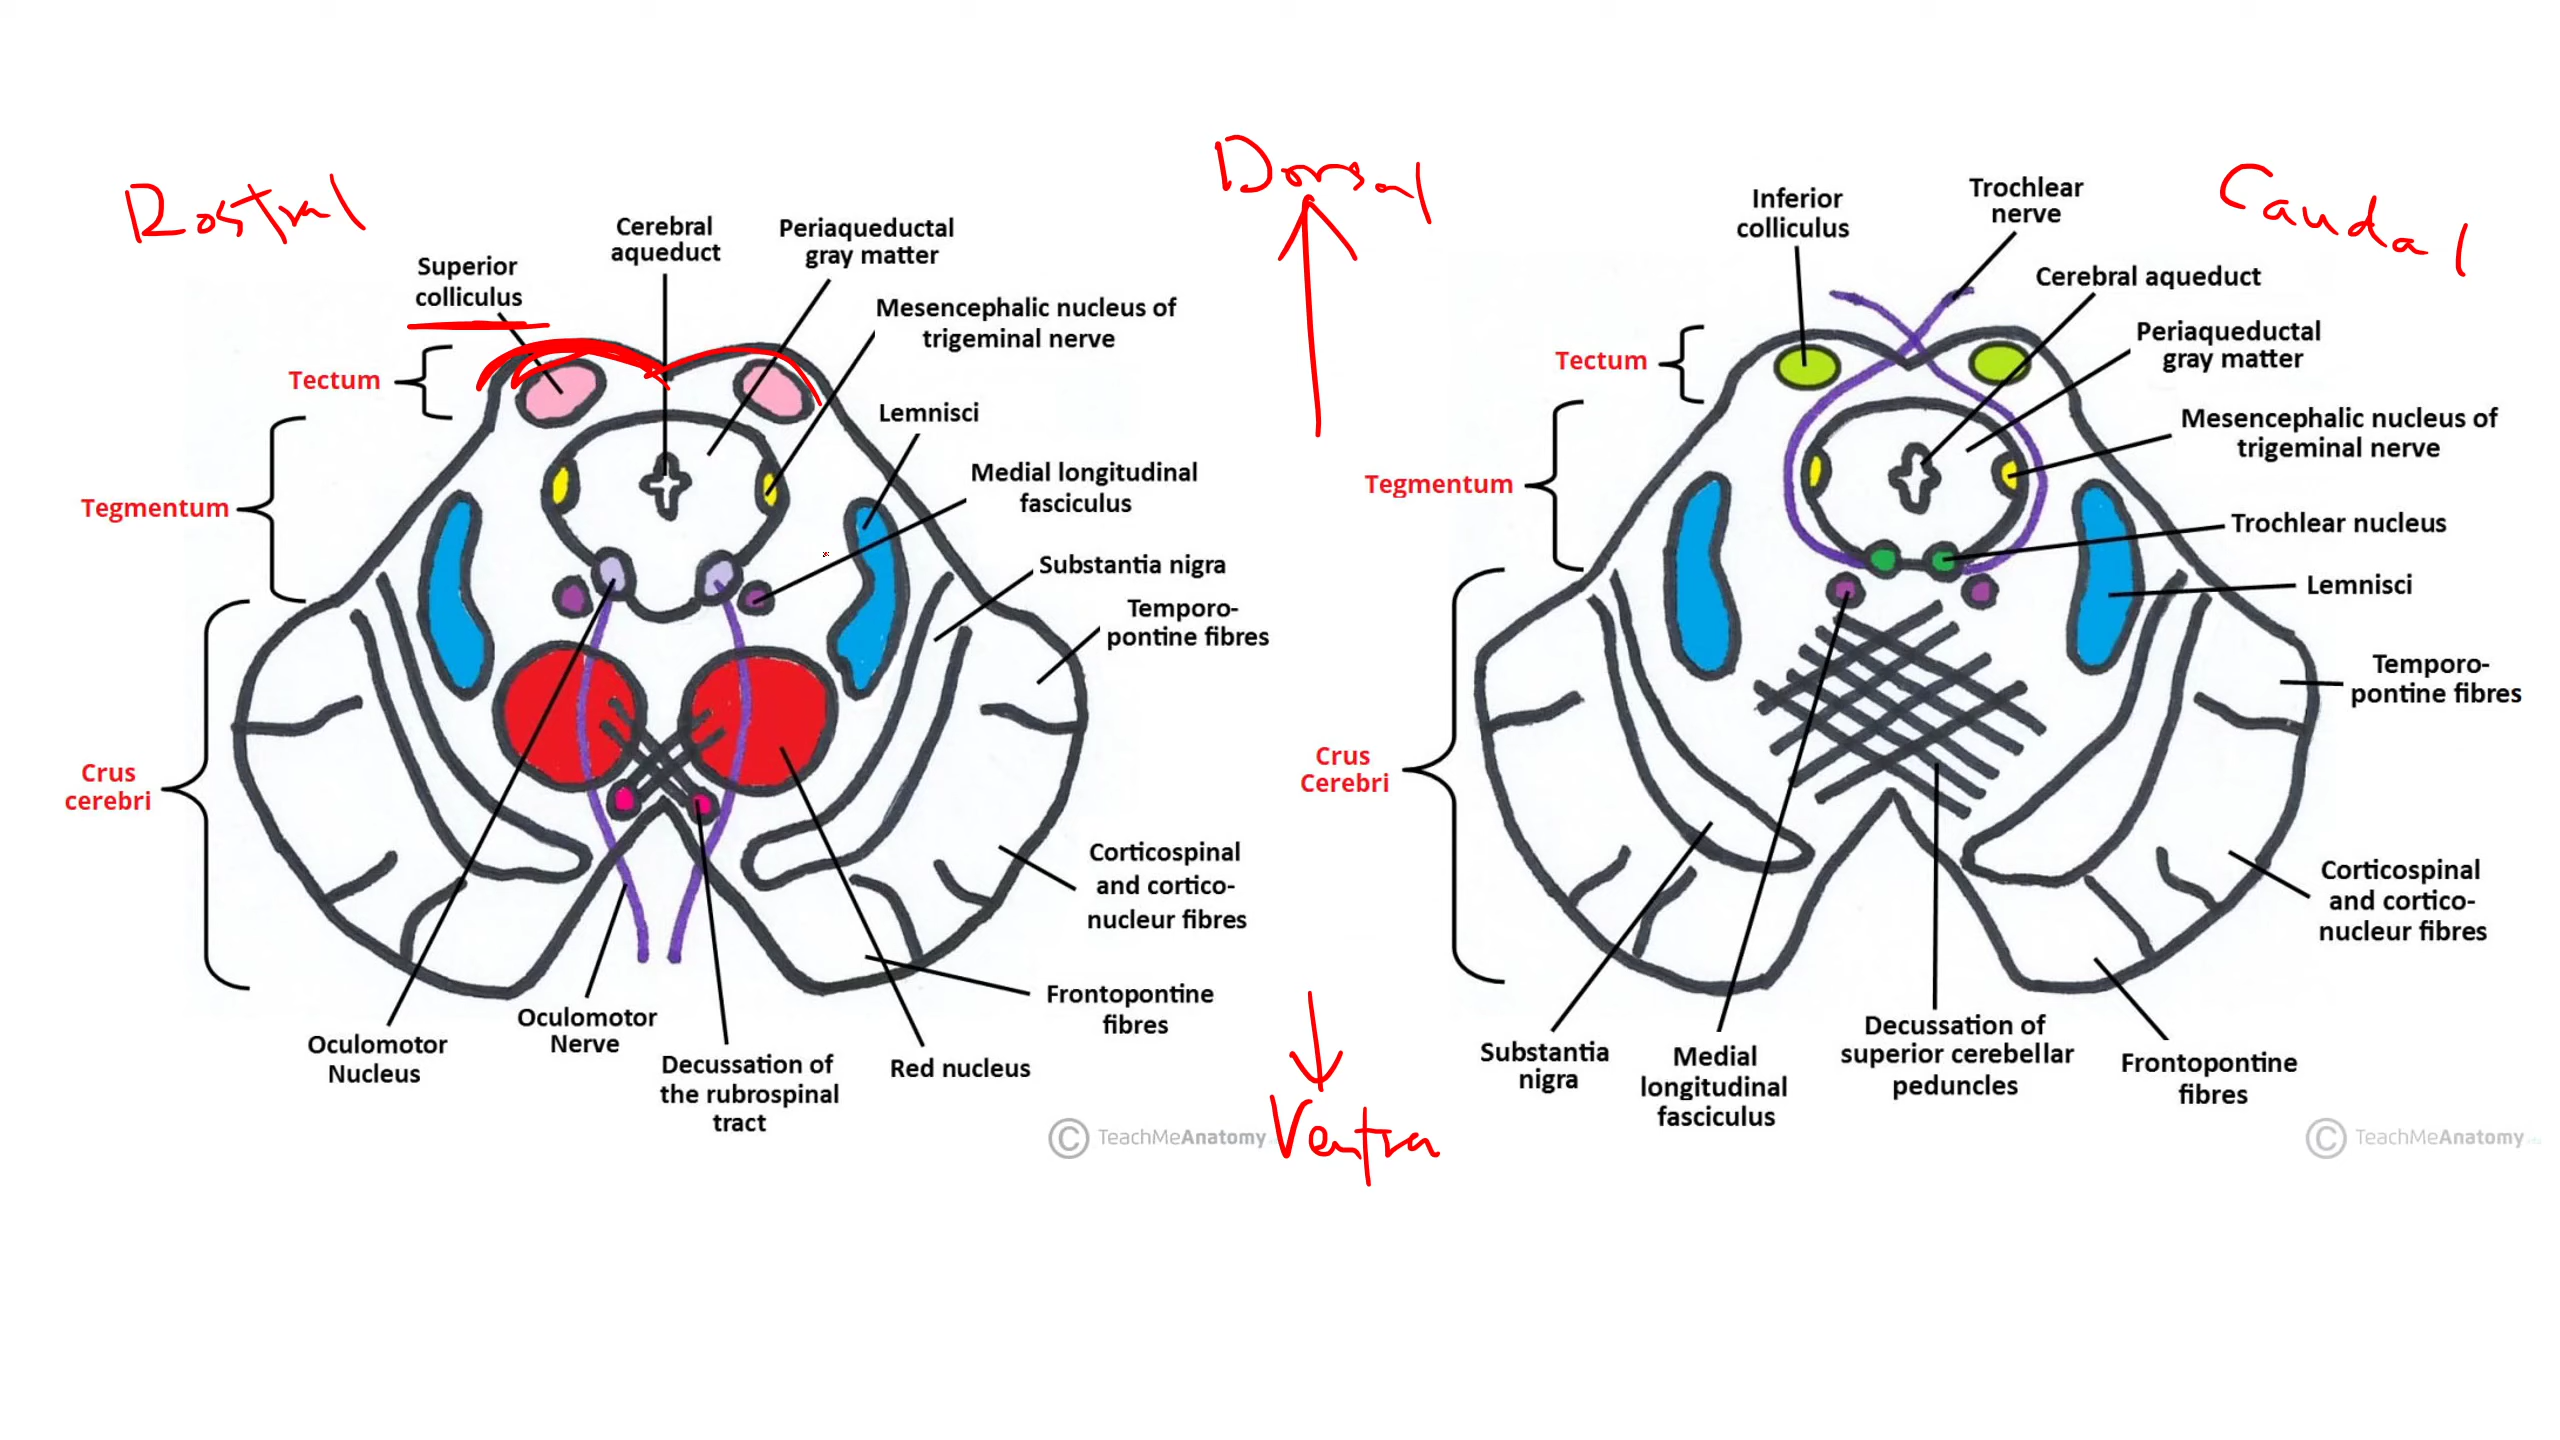 Rostral
Superior
colliculus
Cerebral
aqueduct
Periaqueductal
gray matter
Mesencephalic nucleus of
trigeminal nerve
Tectum
Lemnisci
Tegmentum
Medial longitudinal
fasciculus
Substantia nigra
Temporo-
pontine fibres
Crus
cerebri
Corticospinal
and cortico-
nucleur fibres
Frontopontine
fibres
Oculomotor
Nucleus
Oculomotor
Nerve
Decussation of
the rubrospinal
tract
Red nucleus
© TeachMeAnatomy
Dorsal
Ventra
Caudal
Inferior
colliculus
Trochlear
nerve
Cerebral aqueduct
Periaqueductal
gray matter
Tectum
Mesencephalic nucleus of
trigeminal nerve
Tegmentum
Trochlear nucleus
Lemnisci
Temporo-
pontine fibres
Crus
Cerebri
Corticospinal
and cortico-
nucleur fibres
Substantia
nigra
Medial
longitudinal
fasciculus
Decussation of
superior cerebellar
peduncles
Frontopontine
fibres
© TeachMeAnatomy